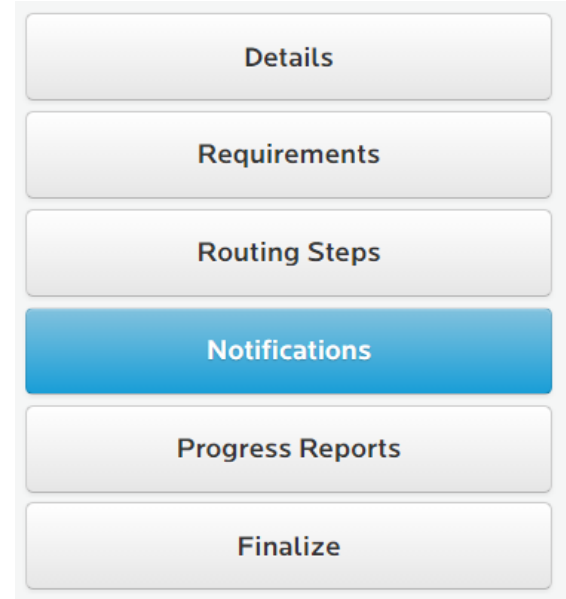 Details
Requirements
Routing Steps
Notifications
Progress Reports
Finalize